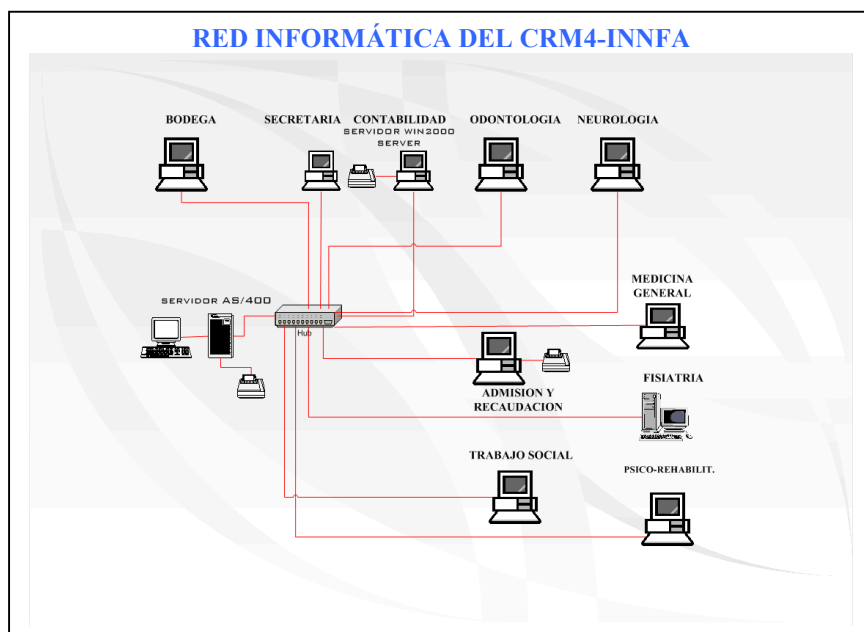 RED INFORMÁTICA DEL CRM4-INNFA
BODEGA
SECRETARIA
CONTABILIDAD
SERVIDOR WIN2000
SERVER
ODONTOLOGIA
NEUROLOGIA
SERVIDOR AS/400
Hub
MEDICINA
GENERAL
ADMISION Y
RECAUDACION
FISIATRIA
TRABAJO SOCIAL
PSICO-REHABILIT.